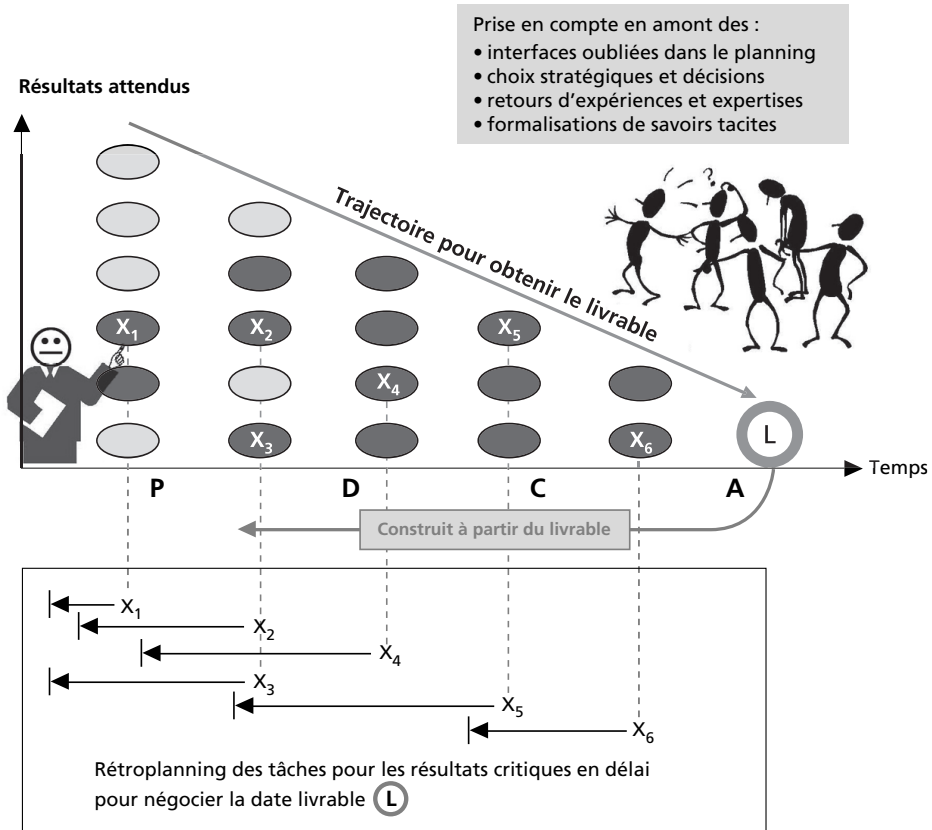 Prise en compte en amont des :
• interfaces oubliées dans le planning
• choix stratégiques et décisions
• retours d'expériences et expertises
• formalisations de savoirs tacites
Résultats attendus
Trajectoire pour obtenir le livrable
?
X₁ X₂ X₅
X₄
X₃ X₆ L
Temps
P D C A
Construit à partir du livrable
X₁
X₂
X₄
X₃
X₅
X₆
Rétroplanning des tâches pour les résultats critiques en délai
pour négocier la date livrable L